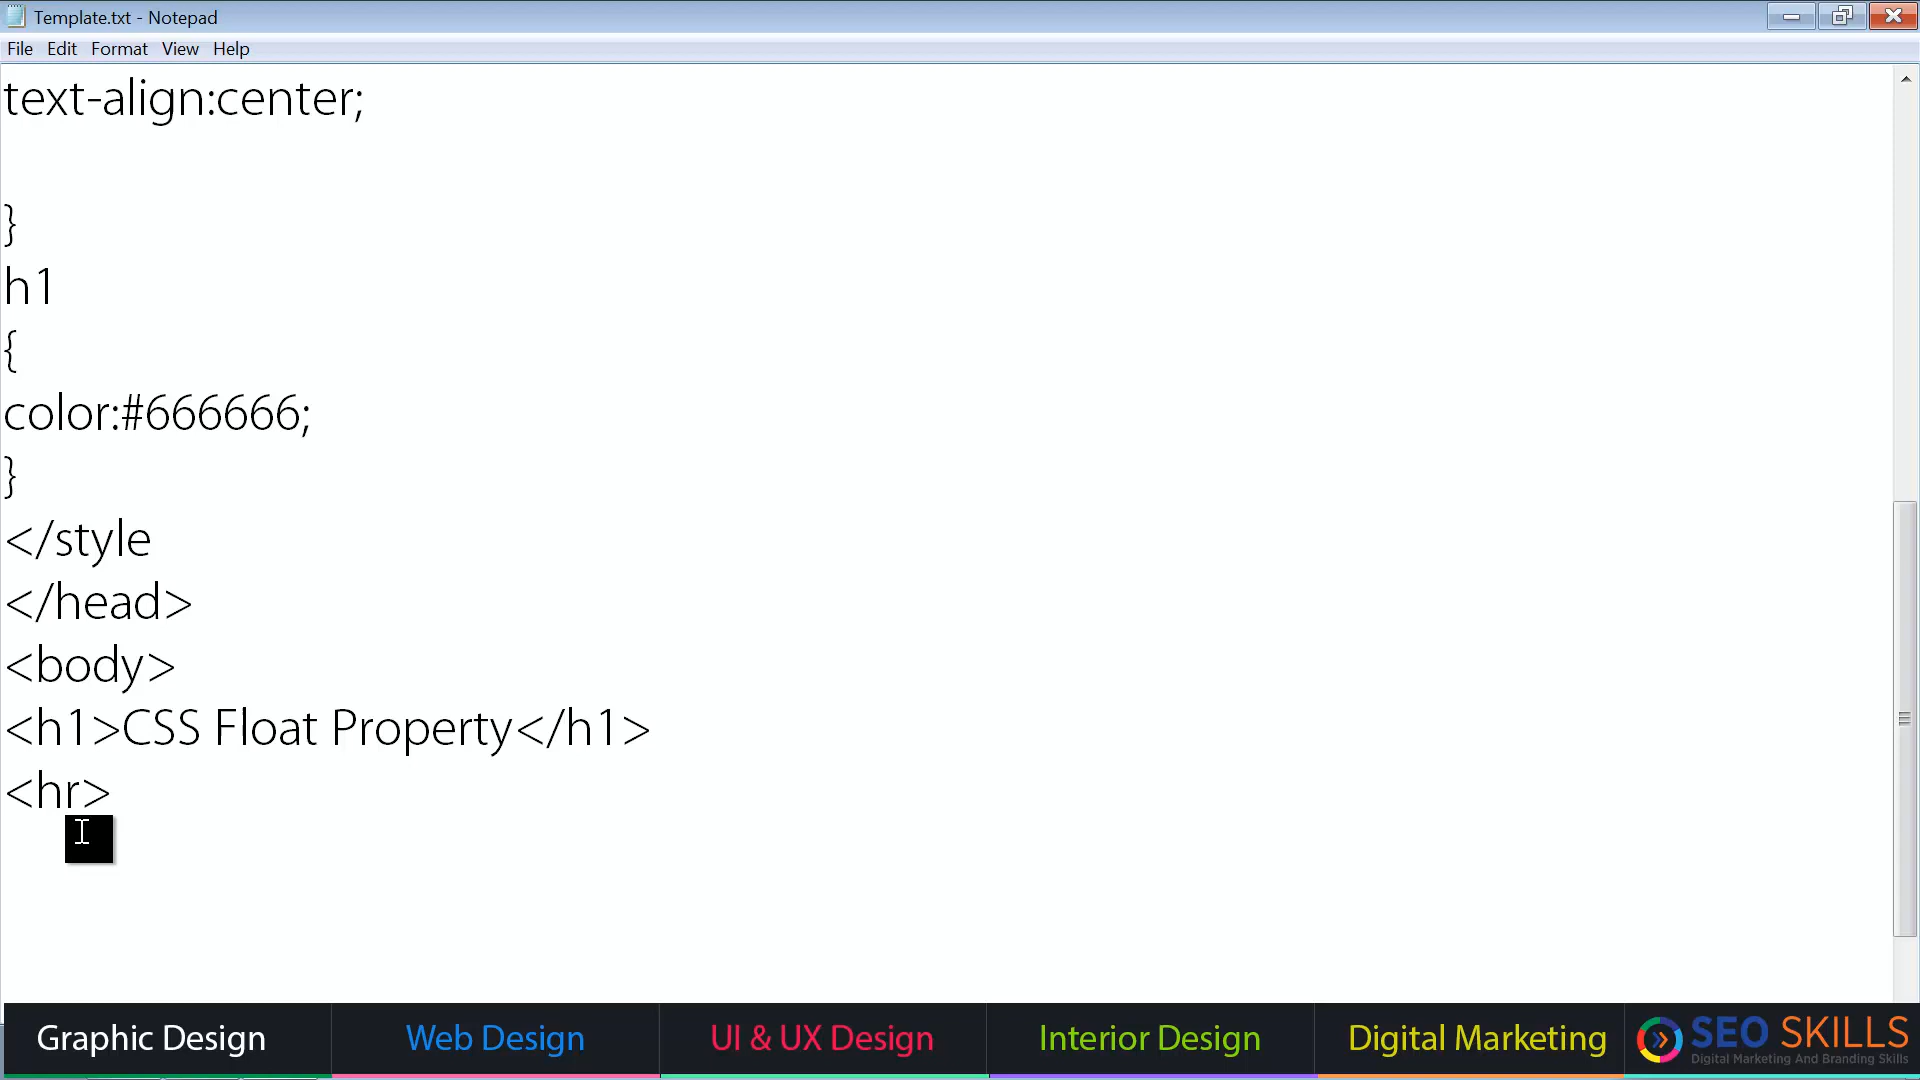 Template.txt - Notepad
File Edit Format View Help
text-align:center;
}
h1
{
color:#666666;
}
</style
</head>
<body>
<h1>CSS Float Property</h1>
<hr>
Graphic Design Web Design UI & UX Design Interior Design Digital Marketing SEO SKILLS
Digital Marketing And Branding Skills